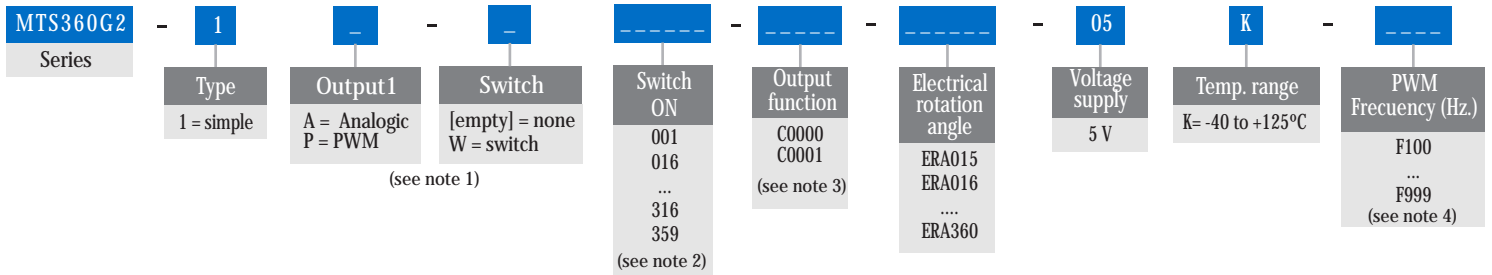 MTS360G2 - 1 _ - _ ______ - _____ - ______ - 05 K - ____
Series
Type
1 = simple
Output1
A = Analogic
P = PWM
Switch
[empty] = none
W = switch
(see note 1)
Switch
ON
001
016
...
316
359
(see note 2)
Output
function
C0000
C0001
(see note 3)
Electrical
rotation
angle
ERA015
ERA016
....
ERA360
Voltage
supply
5 V
Temp. range
K= -40 to +125ºC
PWM
Frecuency (Hz.)
F100
...
F999
(see note 4)